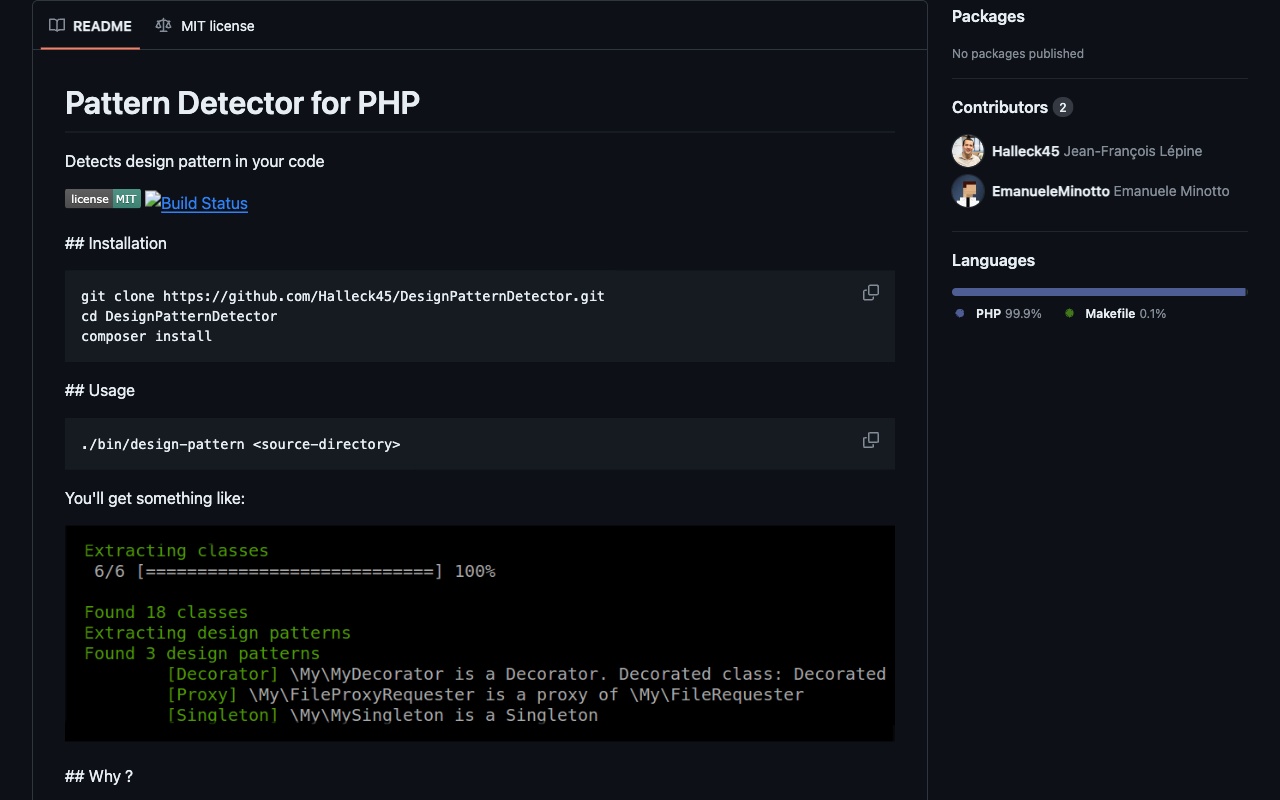 README
MIT license
Pattern Detector for PHP
Detects design pattern in your code
license MIT Build Status
## Installation
git clone https://github.com/Halleck45/DesignPatternDetector.git
cd DesignPatternDetector
composer install
## Usage
./bin/design-pattern <source-directory>
You'll get something like:
Extracting classes
6/6 [============================] 100%
Found 18 classes
Extracting design patterns
Found 3 design patterns
[Decorator] \My\MyDecorator is a Decorator. Decorated class: Decorated
[Proxy] \My\FileProxyRequester is a proxy of \My\FileRequester
[Singleton] \My\MySingleton is a Singleton
## Why ?
Packages
No packages published
Contributors 2
Halleck45 Jean-François Lépine
EmanueleMinotto Emanuele Minotto
Languages
PHP 99.9% Makefile 0.1%